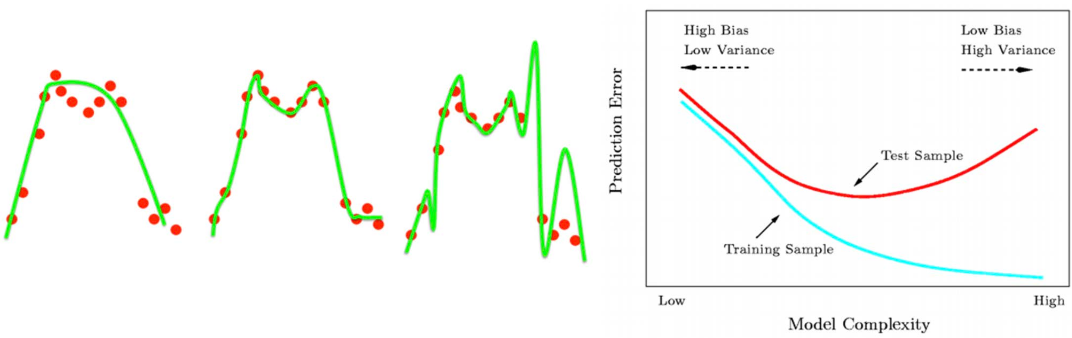 High Bias
Low Variance
Low Bias
High Variance
Prediction Error
Test Sample
Training Sample
Low
High
Model Complexity